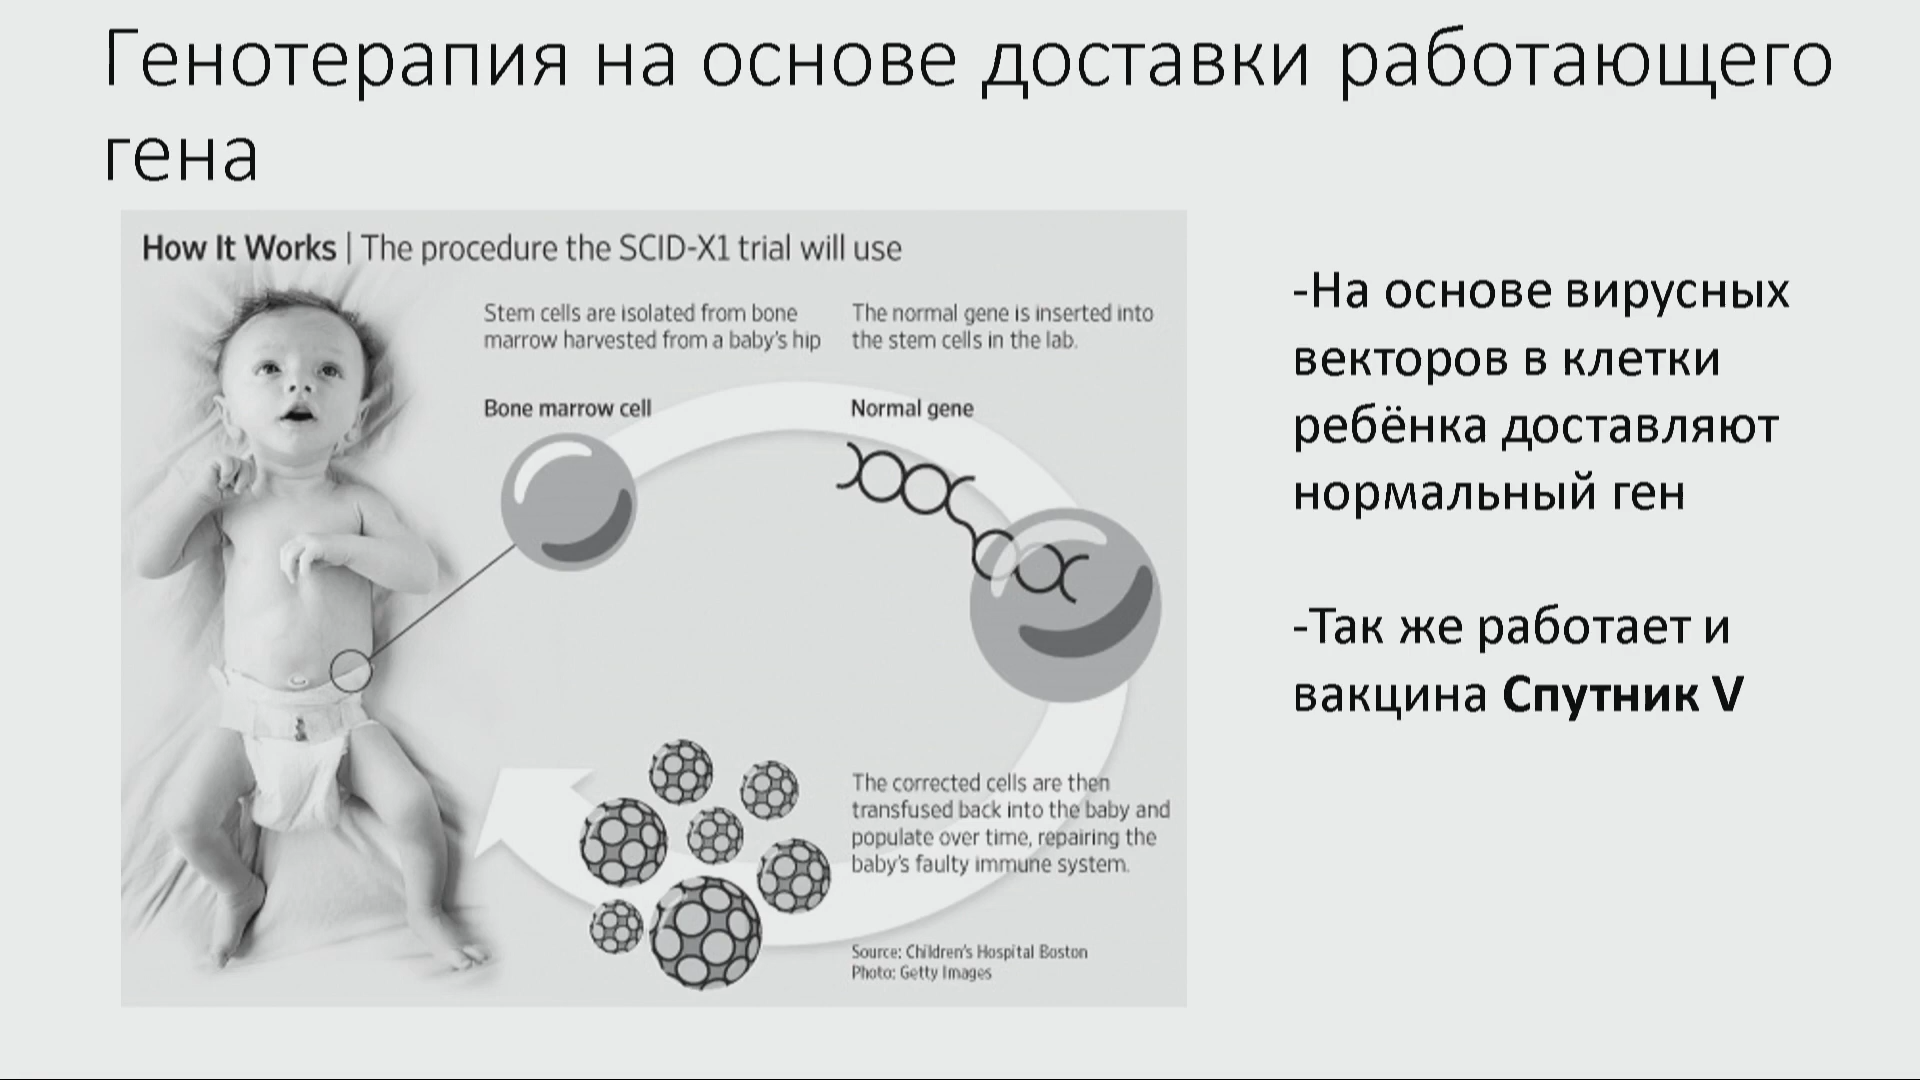 Генотерапия на основе доставки работающего
гена
How It Works | The procedure the SCID-X1 trial will use
Stem cells are isolated from bone
marrow harvested from a baby's hip
The normal gene is inserted into
the stem cells in the lab.
Bone marrow cell
Normal gene
The corrected cells are then
transfused back into the baby and
populate over time, repairing the
baby's faulty immune system.
Source: Children's Hospital Boston
Photo: Getty Images
-На основе вирусных
векторов в клетки
ребёнка доставляют
нормальный ген
-Так же работает и
вакцина Спутник V